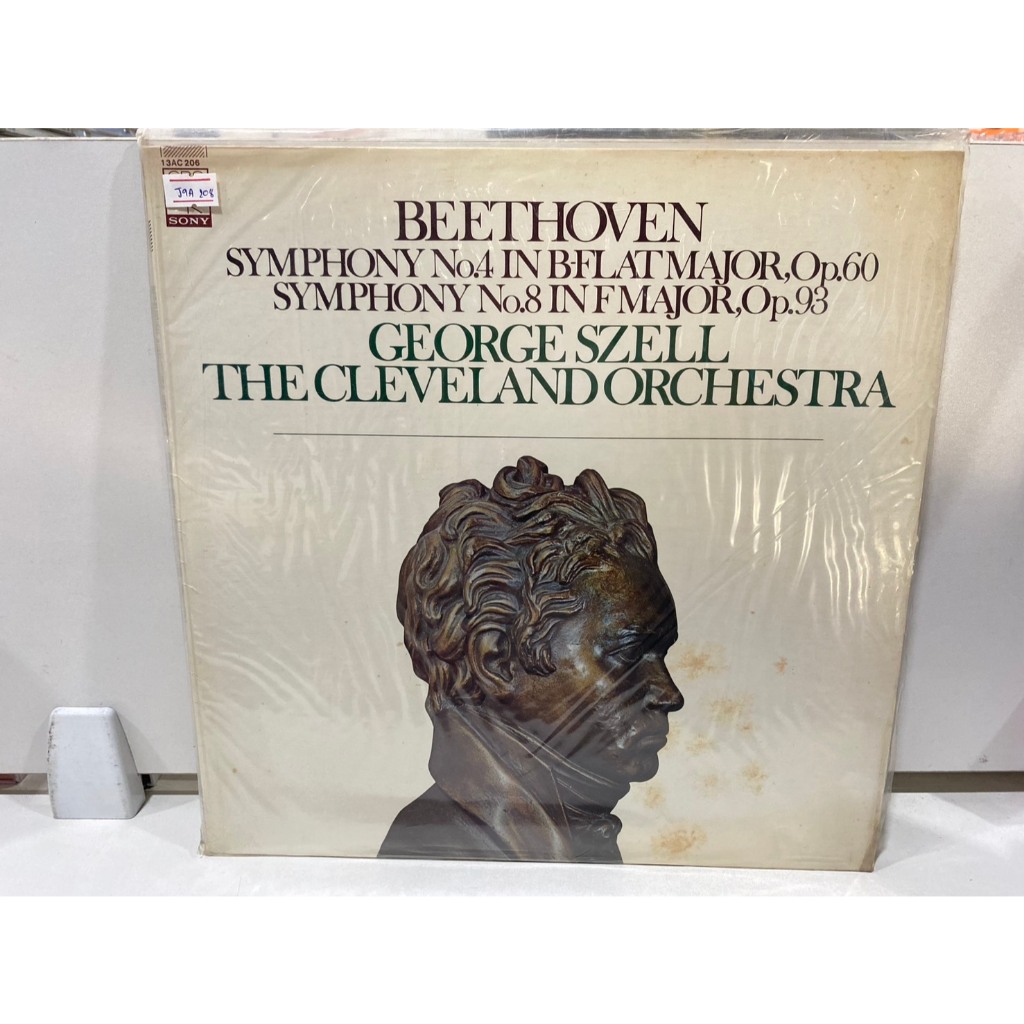 13AC 206
J9A 208
SONY
BEETHOVEN
SYMPHONY No.4 IN B-FLAT MAJOR, Op.60
SYMPHONY No.8 IN F MAJOR, Op.93
GEORGE SZELL
THE CLEVELAND ORCHESTRA